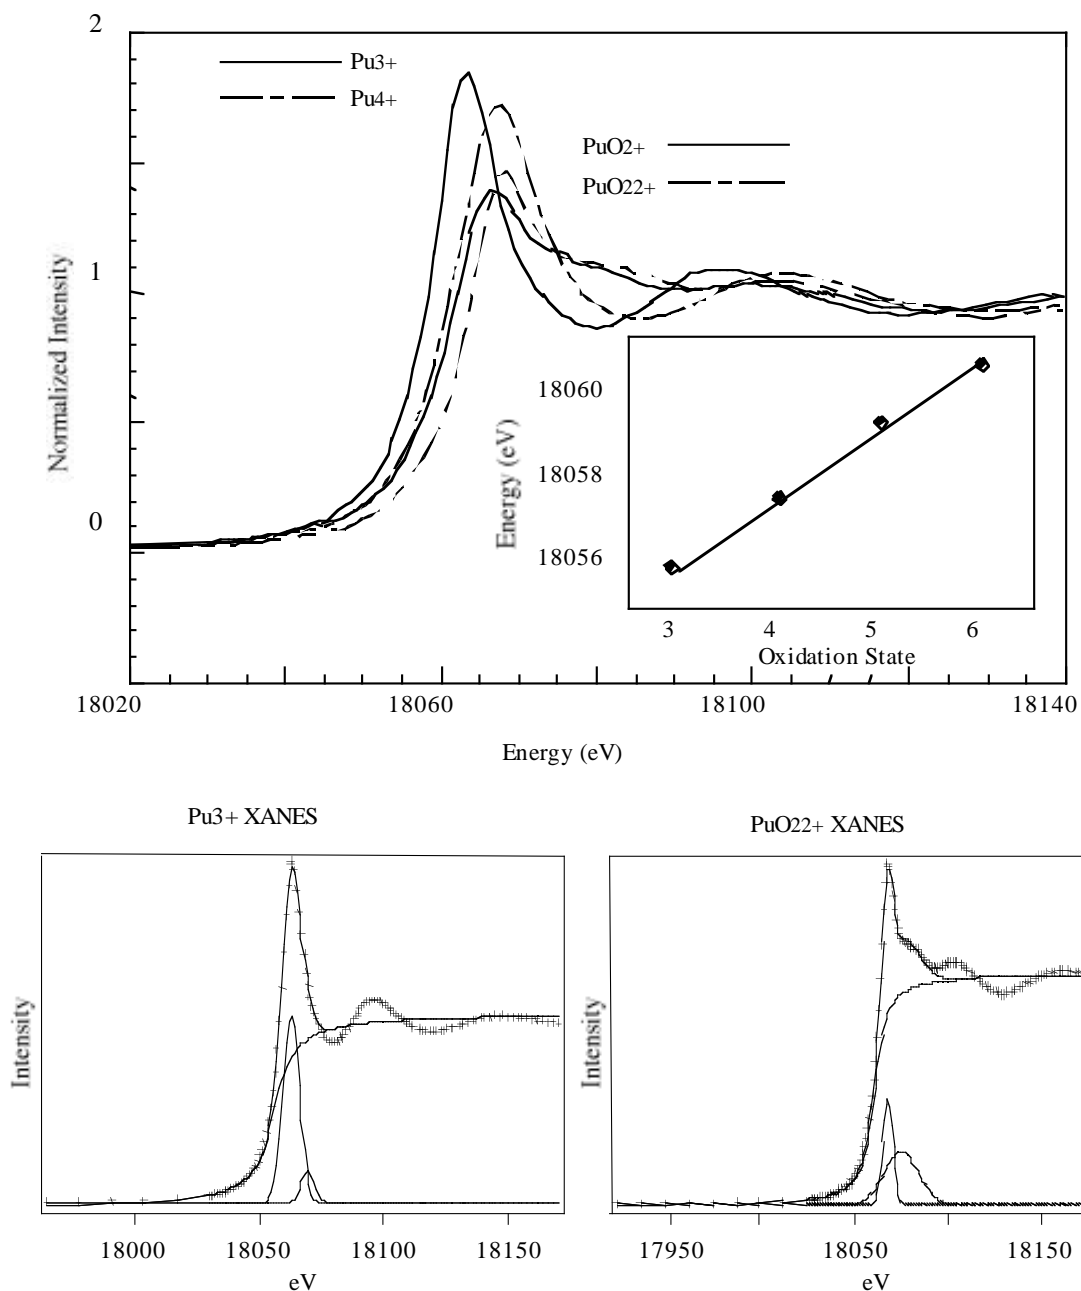 2
Pu3+
Pu4+
PuO2+
PuO22+
1
0
Normalized Intensity
18060
18058
18056
Energy (eV)
3 4 5 6
Oxidation State
18020 18060 18100 18140
Energy (eV)
Pu3+ XANES
PuO22+ XANES
Intensity
Intensity
18000 18050 18100 18150
17950 18050 18150
eV
eV